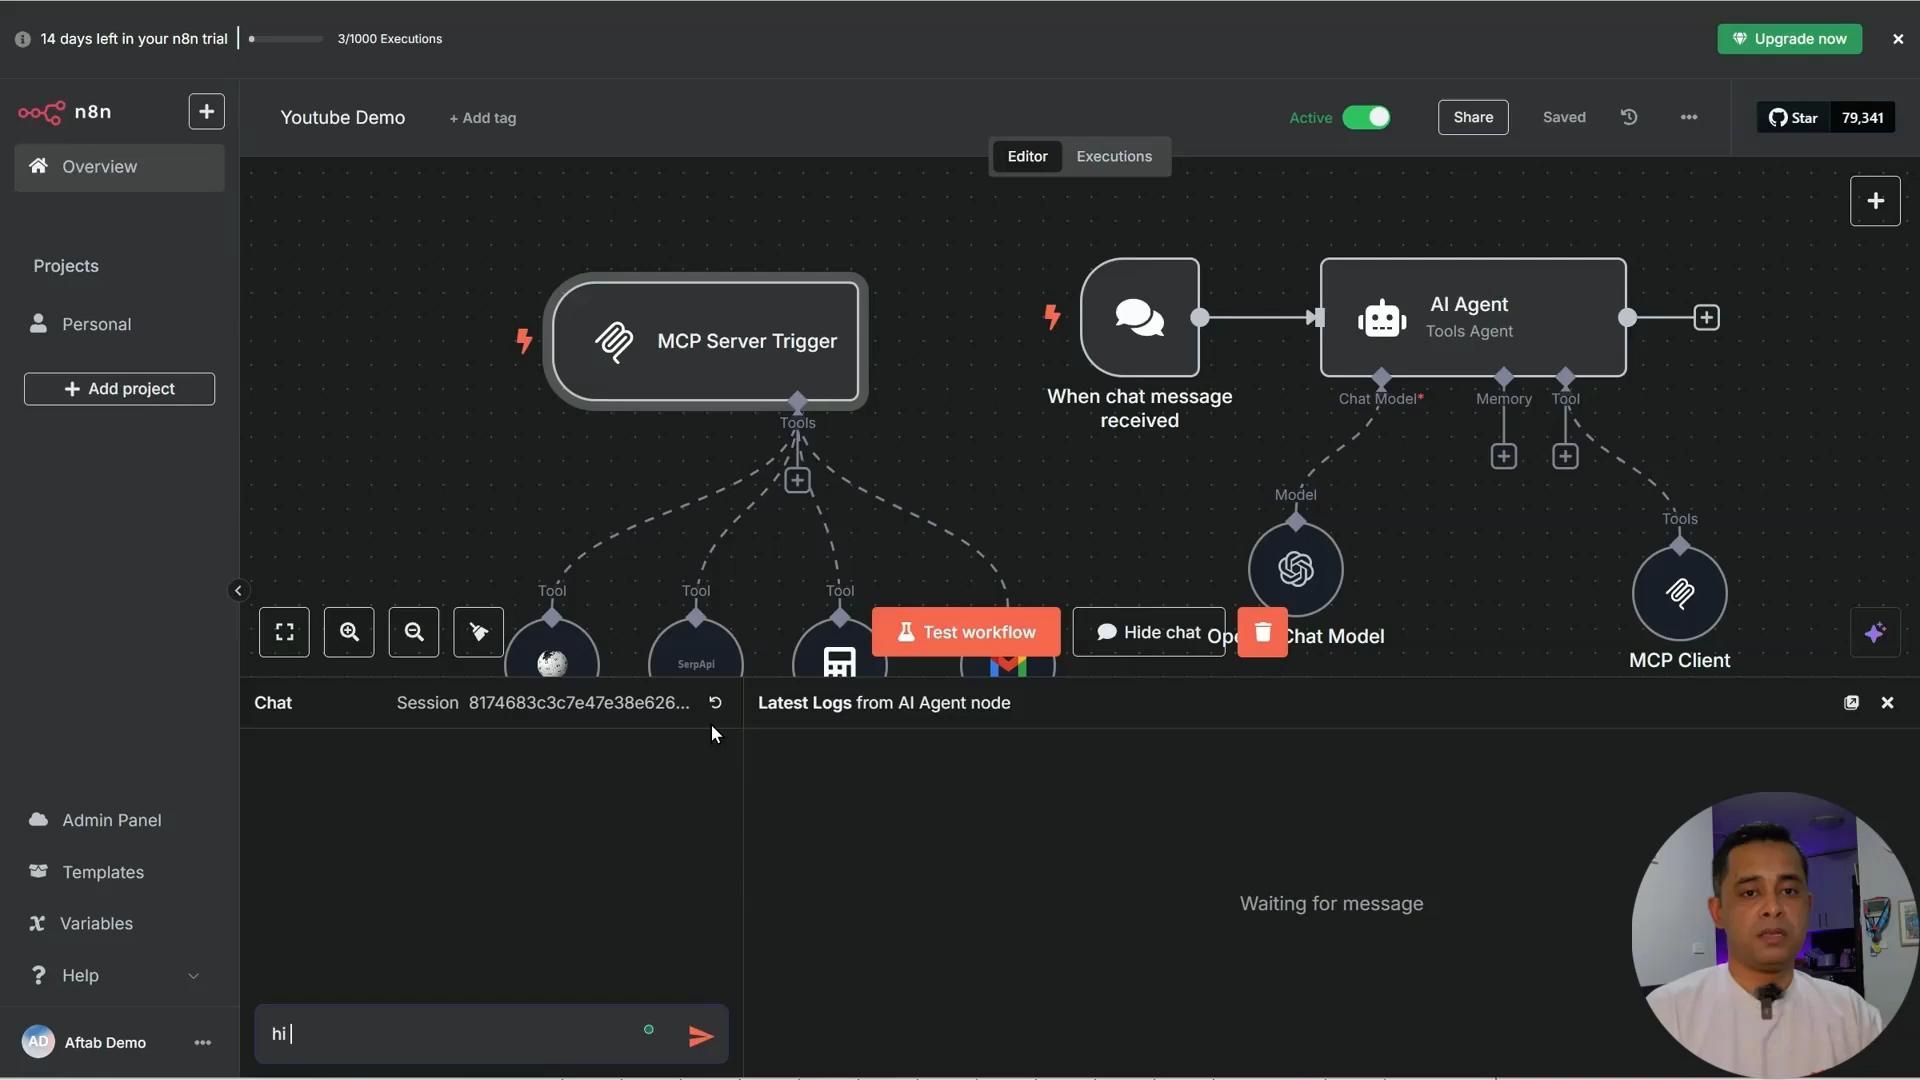 14 days left in your n8n trial
3/1000 Executions
Upgrade now
n8n
Overview
Projects
Personal
+ Add project
Admin Panel
Templates
Variables
Help
AD
Aftab Demo
Youtube Demo
+ Add tag
Active
Share
Saved
Star
79,341
Editor
Executions
MCP Server Trigger
Tools
Tool
Tool
Tool
SerpApi
When chat message
received
AI Agent
Tools Agent
Chat Model*
Memory
Tool
Model
Tools
Chat Model
MCP Client
Test workflow
Hide chat
Chat
Session 8174683c3c7e47e38e626...
Latest Logs from AI Agent node
Waiting for message
hi